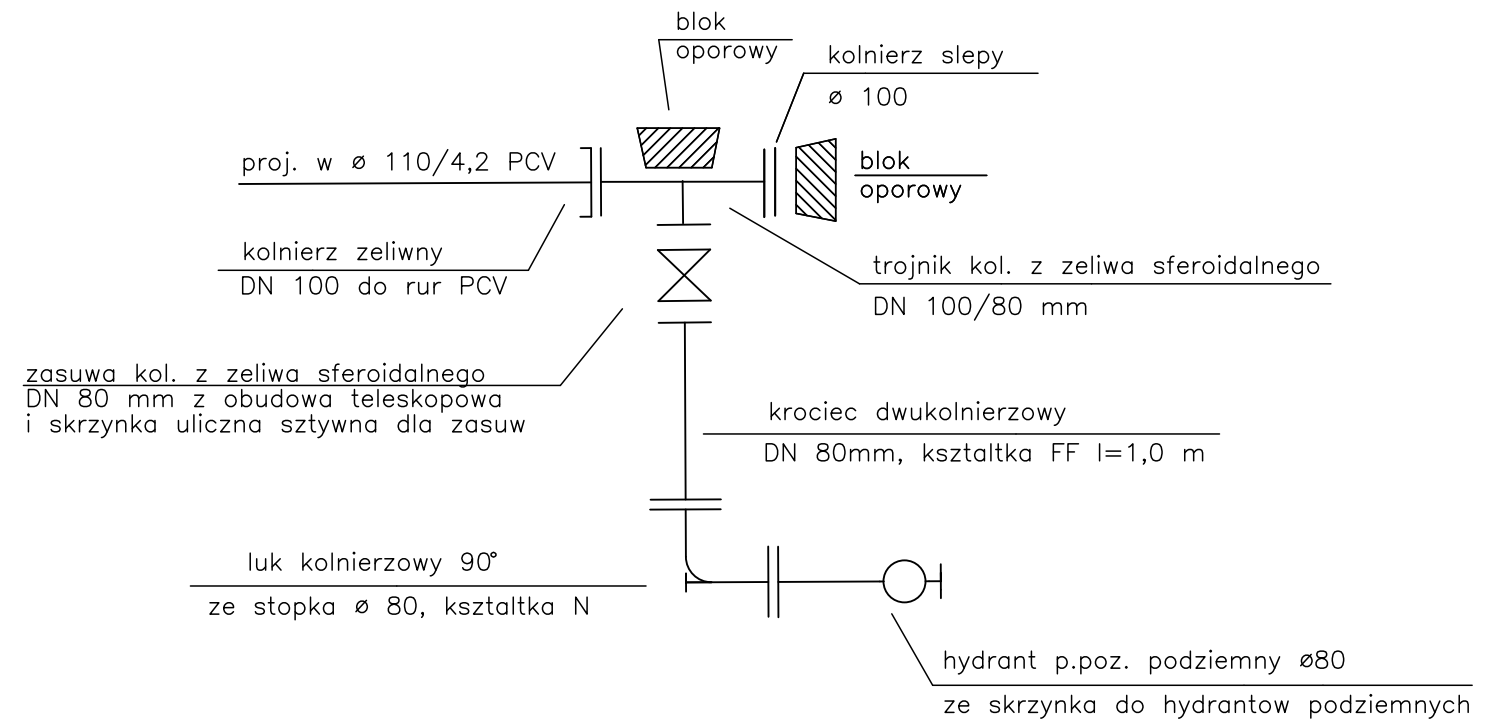 blok
oporowy
kolnierz slepy
ø 100
proj. w ø 110/4,2 PCV
blok
oporowy
kolnierz zeliwny
DN 100 do rur PCV
trojnik kol. z zeliwa sferoidalnego
DN 100/80 mm
zasuwa kol. z zeliwa sferoidalnego
DN 80 mm z obudowa teleskopowa
i skrzynka uliczna sztywna dla zasuw
krociec dwukolnierzowy
DN 80mm, ksztaltka FF l=1,0 m
luk kolnierzowy 90°
ze stopka ø 80, ksztaltka N
hydrant p.poz. podziemny ø80
ze skrzynka do hydrantow podziemnych